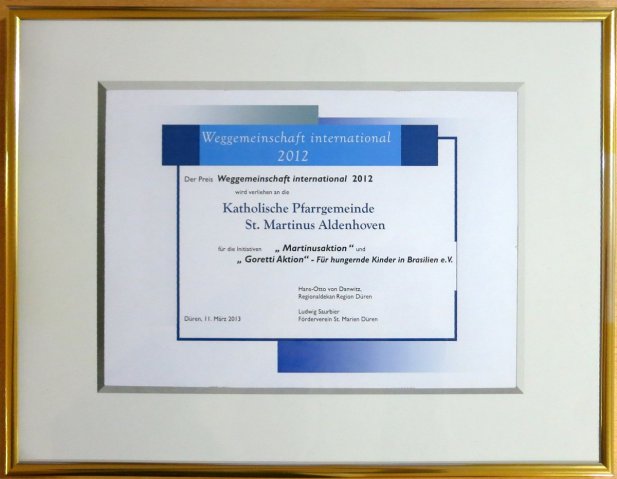 Weggemeinschaft international
2012
Der Preis Weggemeinschaft international 2012
wird verliehen an die
Katholische Pfarrgemeinde
St. Martinus Aldenhoven
für die Initiativen „ Martinusaktion “ und
„ Goretti Aktion“ - Für hungernde Kinder in Brasilien e.V.
Hans-Otto von Danwitz,
Regionaldekan Region Düren
Düren, 11. März 2013
Ludwig Saurbier
Förderverein St. Marien Düren